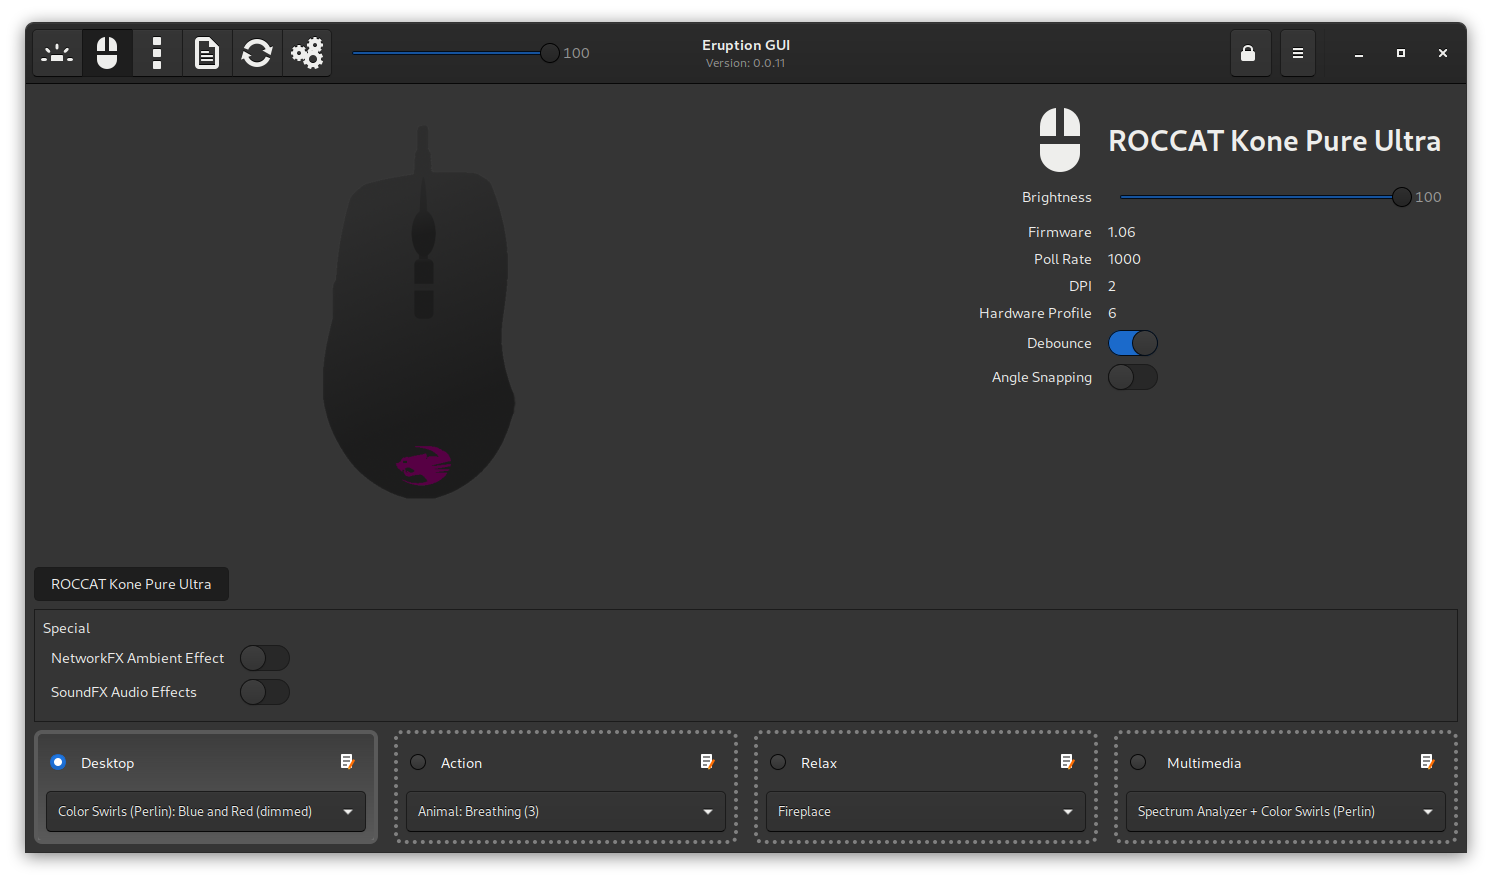 100
Eruption GUI
Version: 0.0.11
ROCCAT Kone Pure Ultra
Brightness 100
Firmware 1.06
Poll Rate 1000
DPI 2
Hardware Profile 6
Debounce
Angle Snapping
ROCCAT Kone Pure Ultra
Special
NetworkFX Ambient Effect
SoundFX Audio Effects
Desktop
Color Swirls (Perlin): Blue and Red (dimmed)
Action
Animal: Breathing (3)
Relax
Fireplace
Multimedia
Spectrum Analyzer + Color Swirls (Perlin)